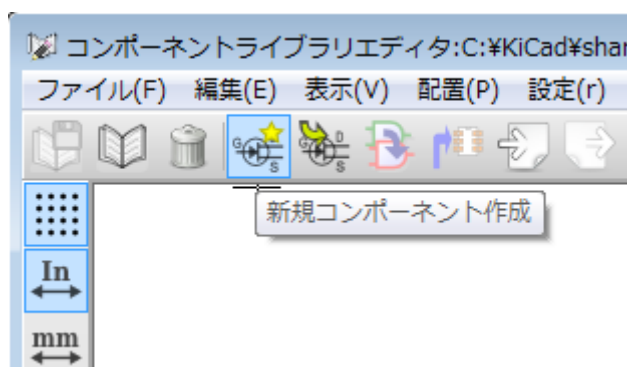 コンポーネントライブラリエディタ:C:¥KiCad¥shar
ファイル(F) 編集(E) 表示(V) 配置(P) 設定(r)
G S G D S
新規コンポーネント作成
In
mm